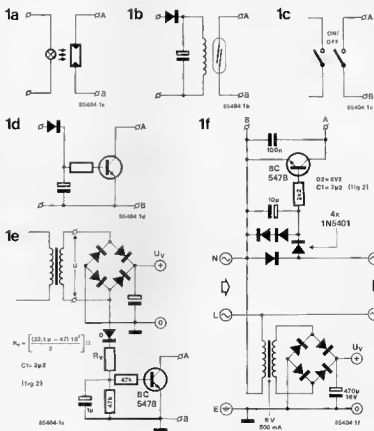 1a
A
B
85404-1a
1b
A
B
85404 1b
1c
ON/
OFF
A
B
85404 1c
1d
A
B
85404 1d
1e
U
Uv
+
0
D
Rv
47k
47k
1µ
BC
547B
A
B
C1= 2µ2
(fig 2)
85404-1e
1f
B
A
100n
BC
547B
D2=6V2
C1= 2µ2 (fig 2)
2k2
10µ
4x
1N5401
N
L
Uv
+
9 V
500 mA
470µ
16V
E
0
85404 1f